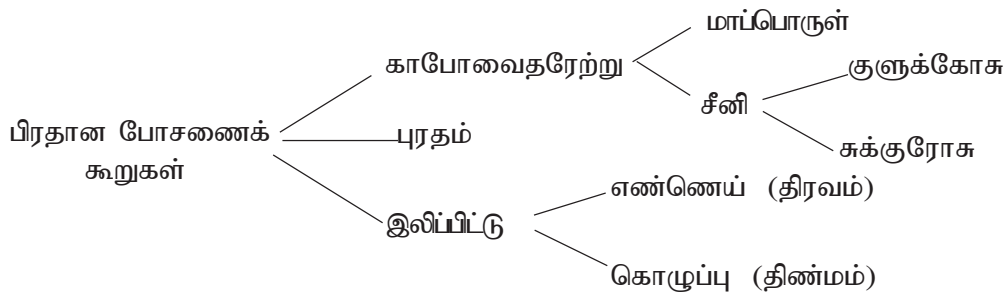 பிரதான போசணைக்
கூறுகள்
காபோவைதரேற்று
மாப்பொருள்
சீனி
குளுக்கோசு
சுக்குரோசு
புரதம்
இலிப்பிட்டு
எண்ணெய் (திரவம்)
கொழுப்பு (திண்மம்)